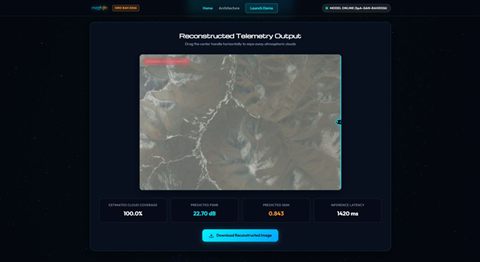 Home
Architecture
Launch Demo
Reconstructed Telemetry Output
Drag the center handle horizontally to wipe away atmospheric clouds
ESTIMATED CLOUD COVERAGE
100.0%
PREDICTED PSNR
22.70 dB
PREDICTED SSIM
0.843
INFERENCE LATENCY
1420 ms
Download Reconstructed Image